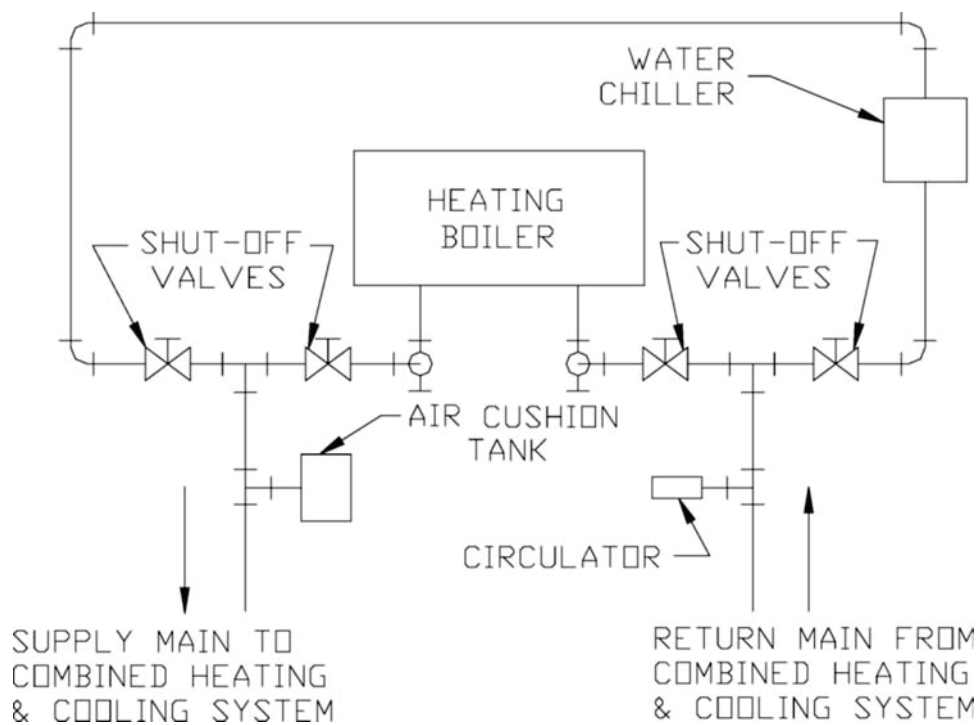 WATER
CHILLER
HEATING
BOILER
SHUT-OFF
VALVES
SHUT-OFF
VALVES
AIR CUSHION
TANK
CIRCULATOR
SUPPLY MAIN TO
COMBINED HEATING
& COOLING SYSTEM
RETURN MAIN FROM
COMBINED HEATING
& COOLING SYSTEM